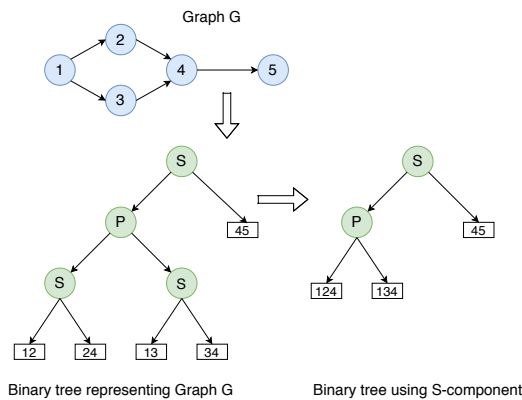 Graph G
2
1
4
5
3
S
S
P
45
P
45
S
S
124
134
12
24
13
34
Binary tree representing Graph G
Binary tree using S-component